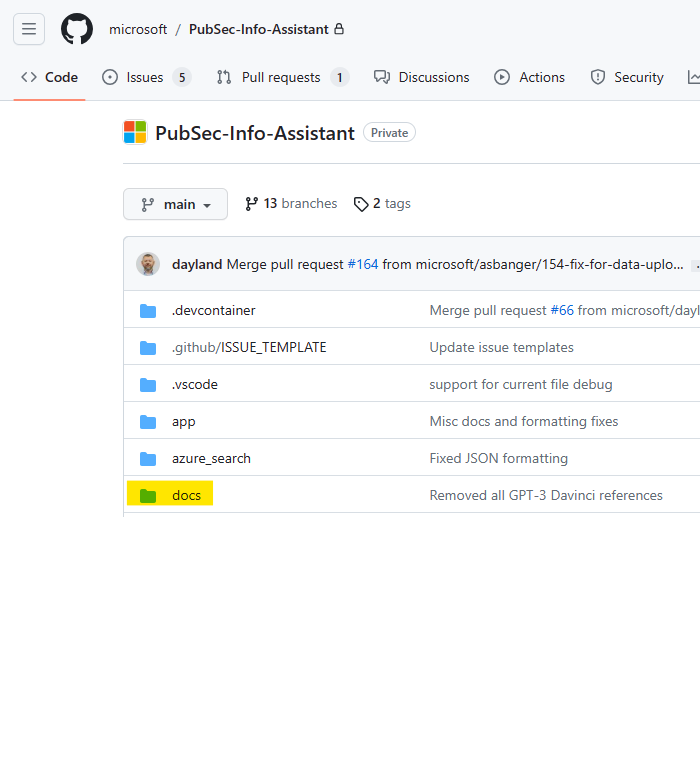 microsoft / PubSec-Info-Assistant
Code Issues 5 Pull requests 1 Discussions Actions Security
PubSec-Info-Assistant Private
main 13 branches 2 tags
dayland Merge pull request #164 from microsoft/asbanger/154-fix-for-data-uplo...
.devcontainer Merge pull request #66 from microsoft/dayl
.github/ISSUE_TEMPLATE Update issue templates
.vscode support for current file debug
app Misc docs and formatting fixes
azure_search Fixed JSON formatting
docs Removed all GPT-3 Davinci references